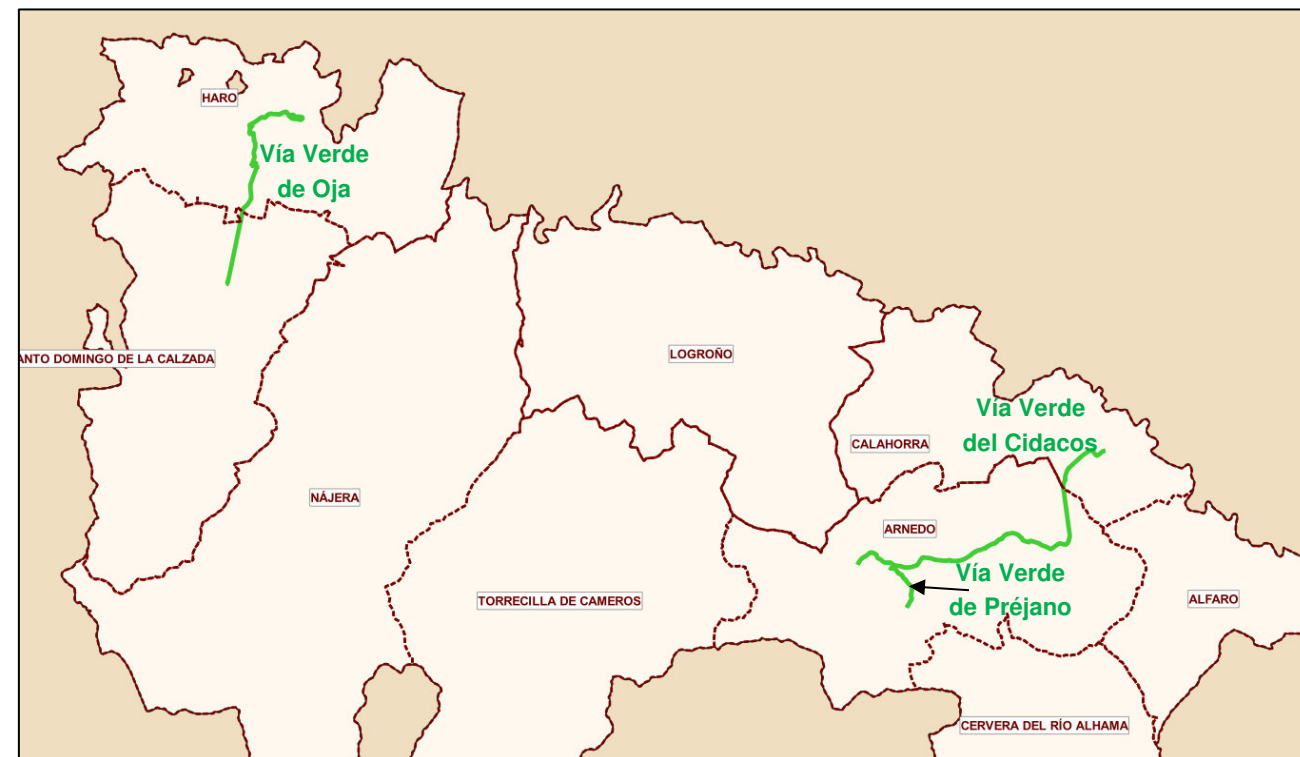 HARO
Vía Verde
de Oja
ANTO DOMINGO DE LA CALZADA
LOGROÑO
Vía Verde
del Cidacos
CALAHORRA
NÁJERA
ARNEDO
Vía Verde
de Préjano
TORRECILLA DE CAMEROS
ALFARO
CERVERA DEL RÍO ALHAMA